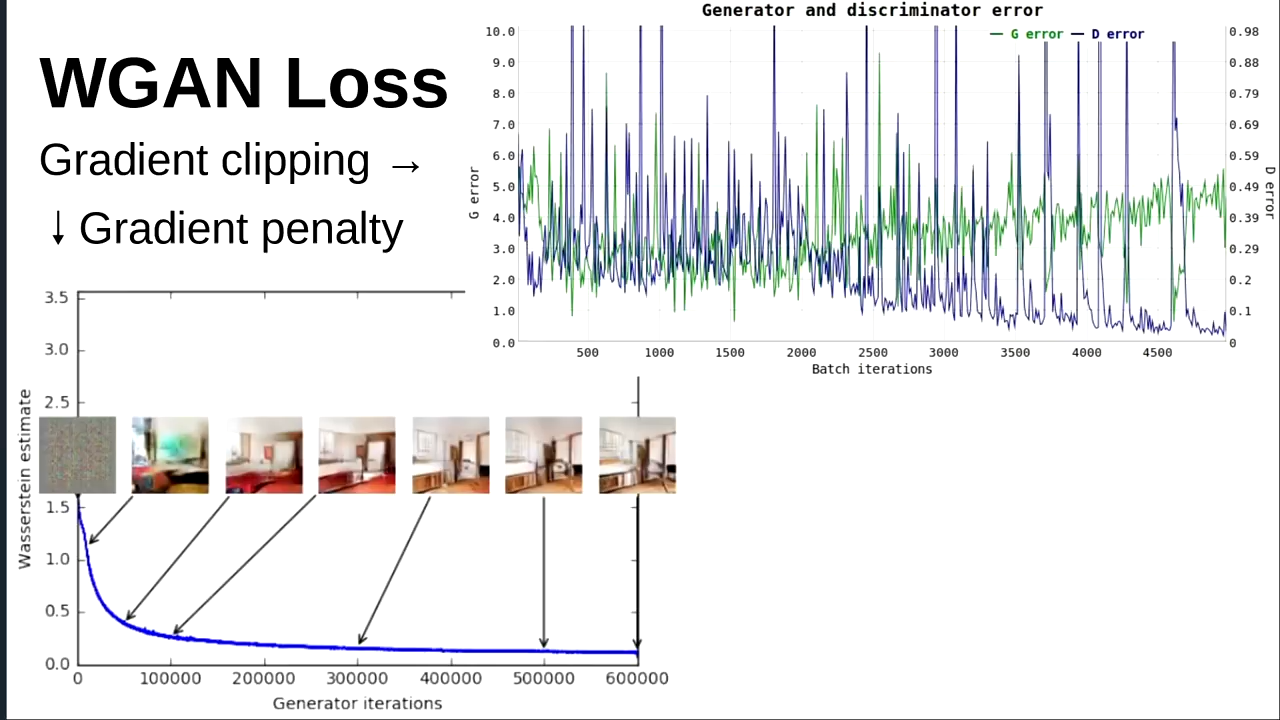 WGAN Loss
Gradient clipping →
↓ Gradient penalty
Generator and discriminator error
G error D error
10.0
9.0
8.0
7.0
6.0
5.0
4.0
3.0
2.0
1.0
0.0
G error
0.98
0.88
0.79
0.69
0.59
0.49
0.39
0.29
0.2
0.1
0
D error
500 1000 1500 2000 2500 3000 3500 4000 4500
Batch iterations
3.5
3.0
2.5
1.5
1.0
0.5
0.0
Wasserstein estimate
0 100000 200000 300000 400000 500000 600000
Generator iterations